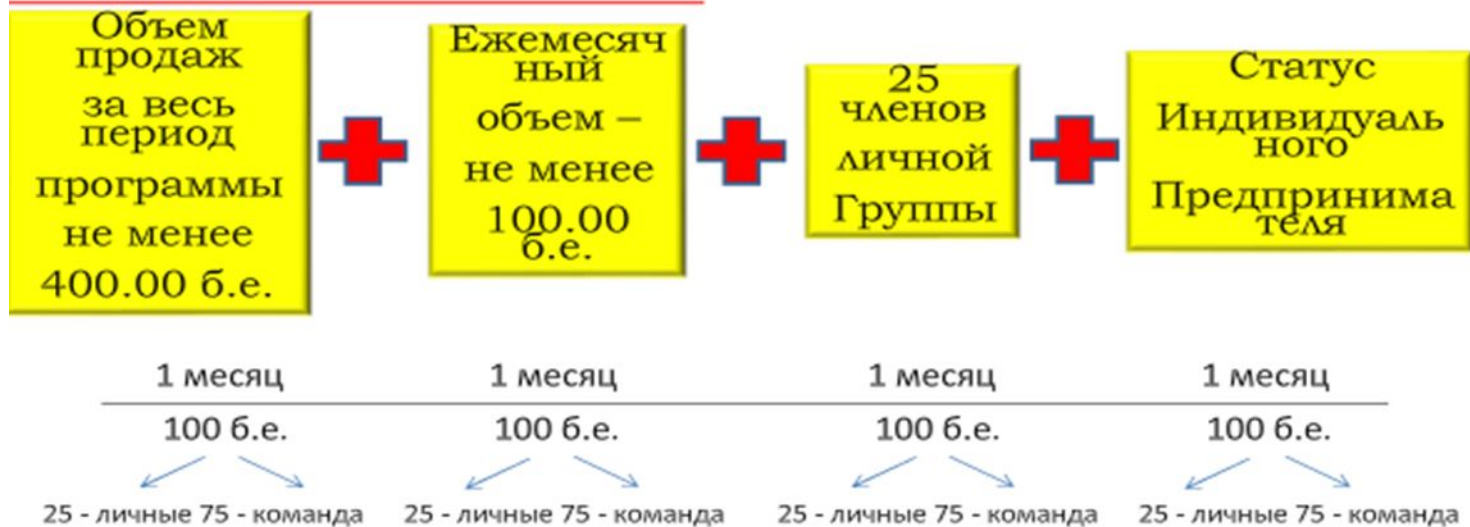 Объем
продаж
за весь
период
программы
не менее
400.00 б.е.
Ежемесяч
ный
объем –
не менее
100.00
б.е.
25
членов
личной
Группы
Статус
Индивидуаль
ного
Предпринима
теля
1 месяц 1 месяц 1 месяц 1 месяц
100 б.е. 100 б.е. 100 б.е. 100 б.е.
25 - личные 75 - команда 25 - личные 75 - команда 25 - личные 75 - команда 25 - личные 75 - команда